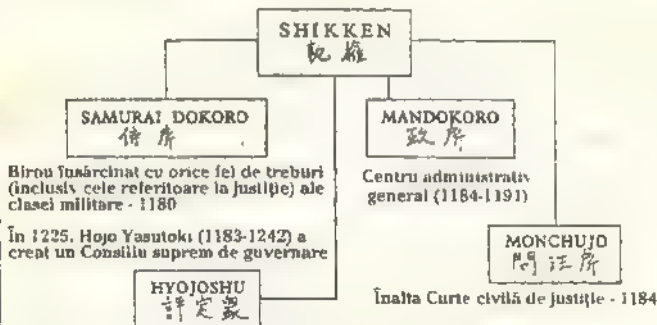 SHIKKEN
執権
SAMURAI DOKORO
侍所
MANDOKORO
政所
Birou însărcinat cu orice fel de treburi
(inclusiv cele referitoare la justiție) ale
clasei militare - 1180
Centru administrativ
general (1184-1191)
În 1225, Hojo Yasutoki (1183-1242) a
creat un Consiliu suprem de guvernare
MONCHUJO
問注所
HYOJOSHU
評定衆
Înalta Curte civilă de justiție - 1184